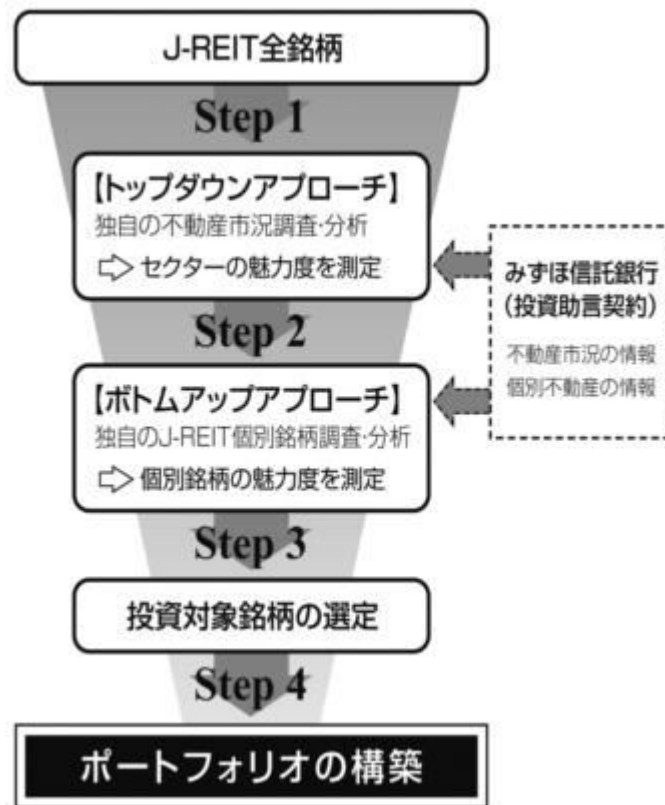 J-REIT全銘柄
Step 1
【トップダウンアプローチ】
独自の不動産市況調査・分析
⇨ セクターの魅力度を測定
みずほ信託銀行
(投資助言契約)
不動産市況の情報
個別不動産の情報
Step 2
【ボトムアップアプローチ】
独自のJ-REIT個別銘柄調査・分析
⇨ 個別銘柄の魅力度を測定
Step 3
投資対象銘柄の選定
Step 4
ポートフォリオの構築